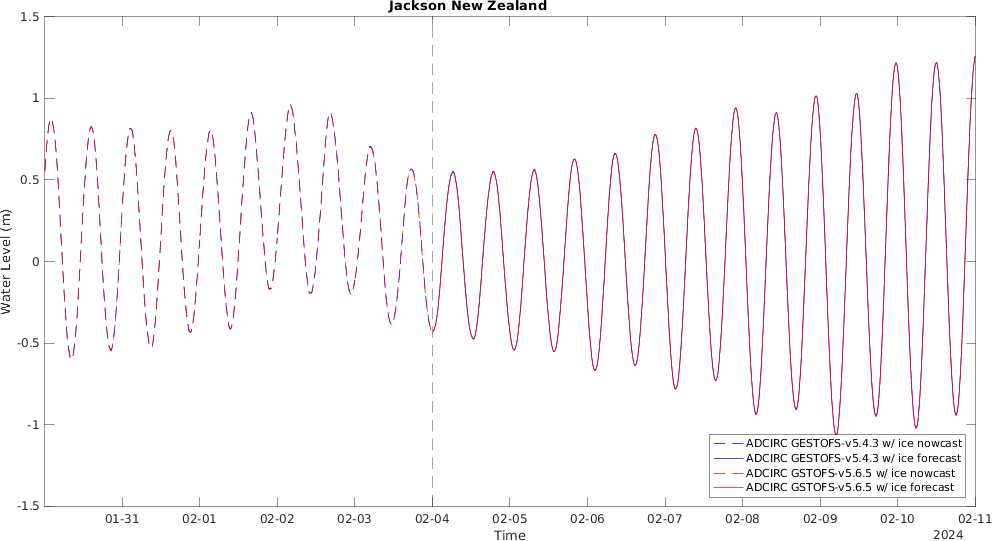 Jackson New Zealand
1.5
1
0.5
0
-0.5
-1
-1.5
Water Level (m)
01-31
02-01
02-02
02-03
02-04
02-05
02-06
02-07
02-08
02-09
02-10
02-11
Time
2024
ADCIRC GESTOFS-v5.4.3 w/ ice nowcast
ADCIRC GESTOFS-v5.4.3 w/ ice forecast
ADCIRC GSTOFS-v5.6.5 w/ ice nowcast
ADCIRC GSTOFS-v5.6.5 w/ ice forecast